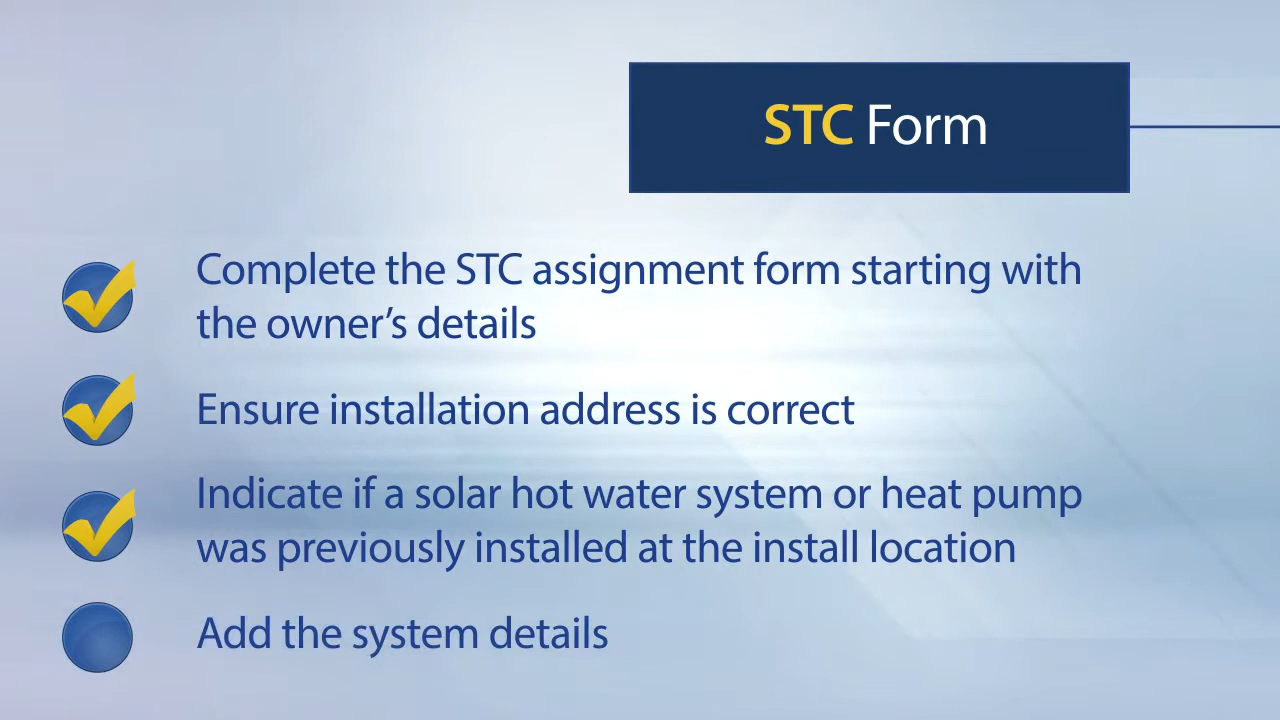 STC Form
Complete the STC assignment form starting with
the owner’s details
Ensure installation address is correct
Indicate if a solar hot water system or heat pump
was previously installed at the install location
Add the system details